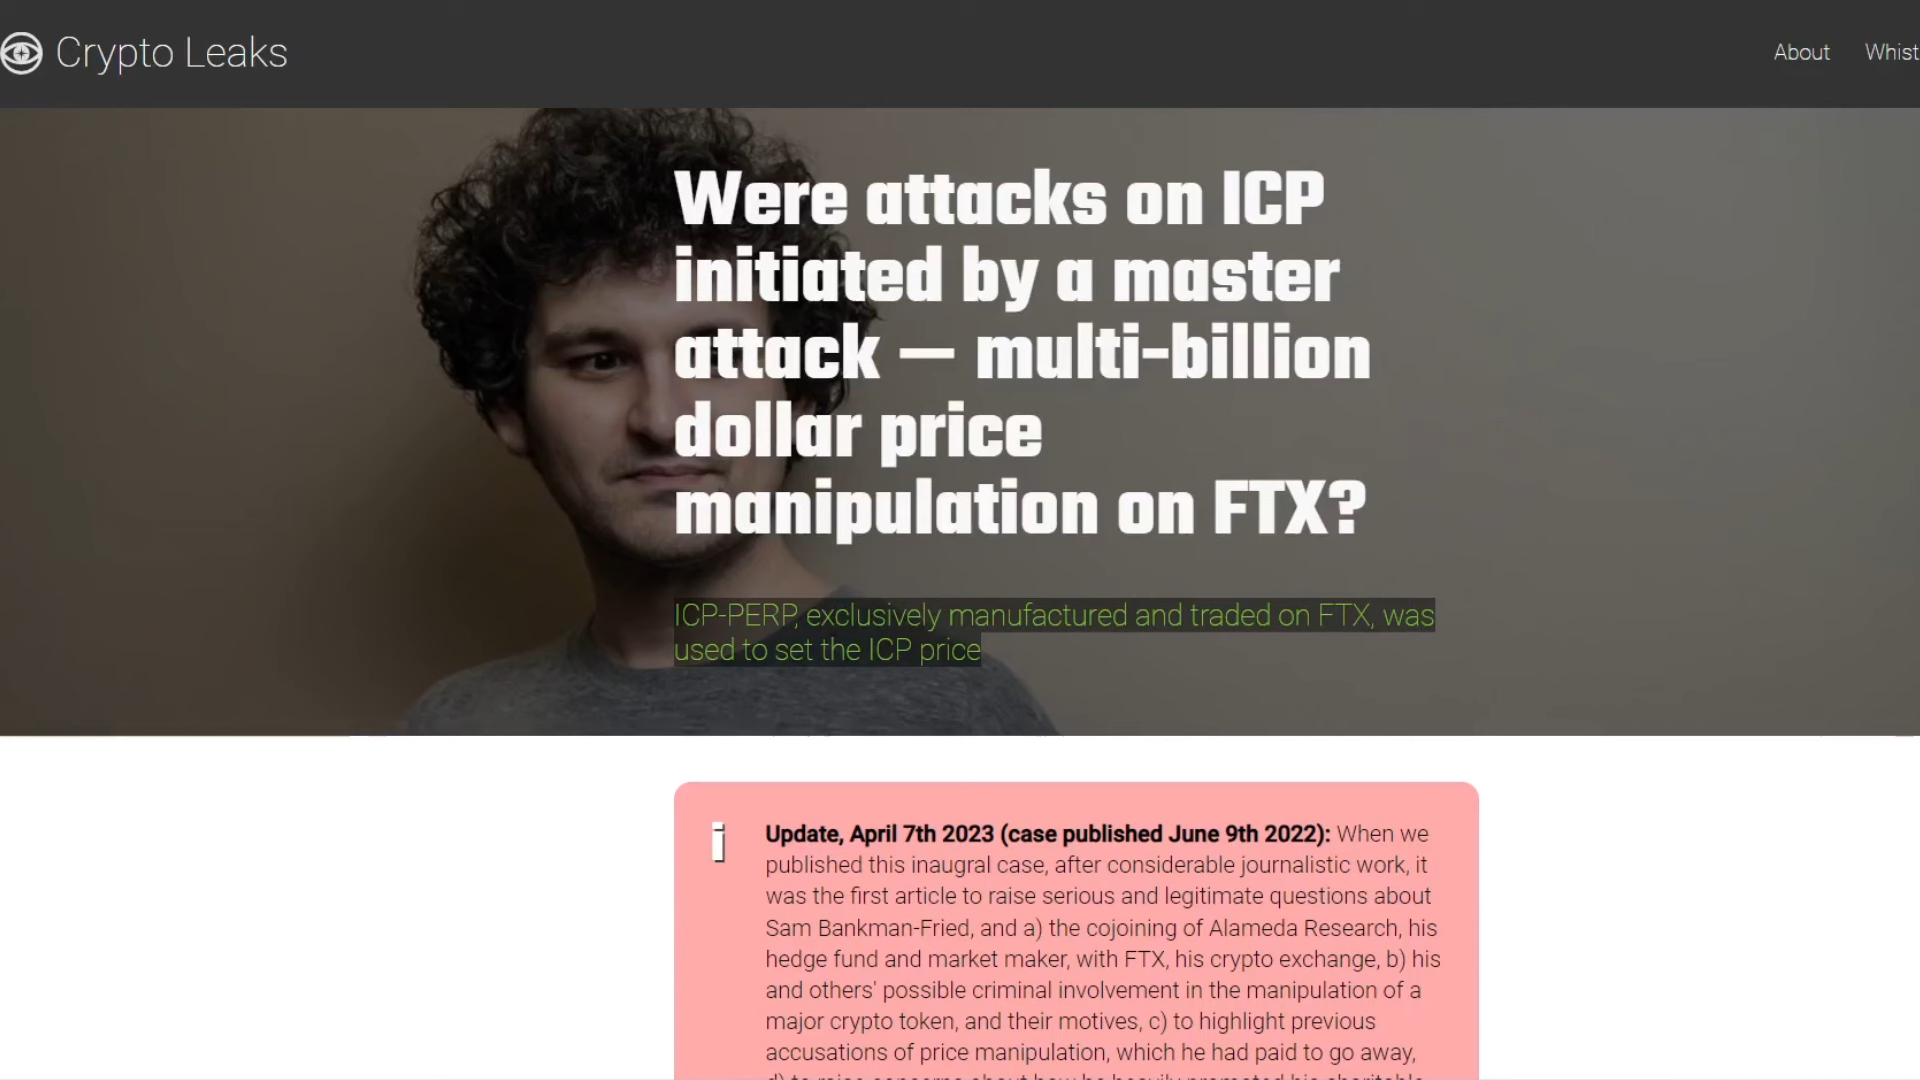 Crypto Leaks
About Whist
Were attacks on ICP
initiated by a master
attack — multi-billion
dollar price
manipulation on FTX?
ICP-PERP, exclusively manufactured and traded on FTX, was
used to set the ICP price
i
Update, April 7th 2023 (case published June 9th 2022): When we
published this inaugral case, after considerable journalistic work, it
was the first article to raise serious and legitimate questions about
Sam Bankman-Fried, and a) the cojoining of Alameda Research, his
hedge fund and market maker, with FTX, his crypto exchange, b) his
and others' possible criminal involvement in the manipulation of a
major crypto token, and their motives, c) to highlight previous
accusations of price manipulation, which he had paid to go away,